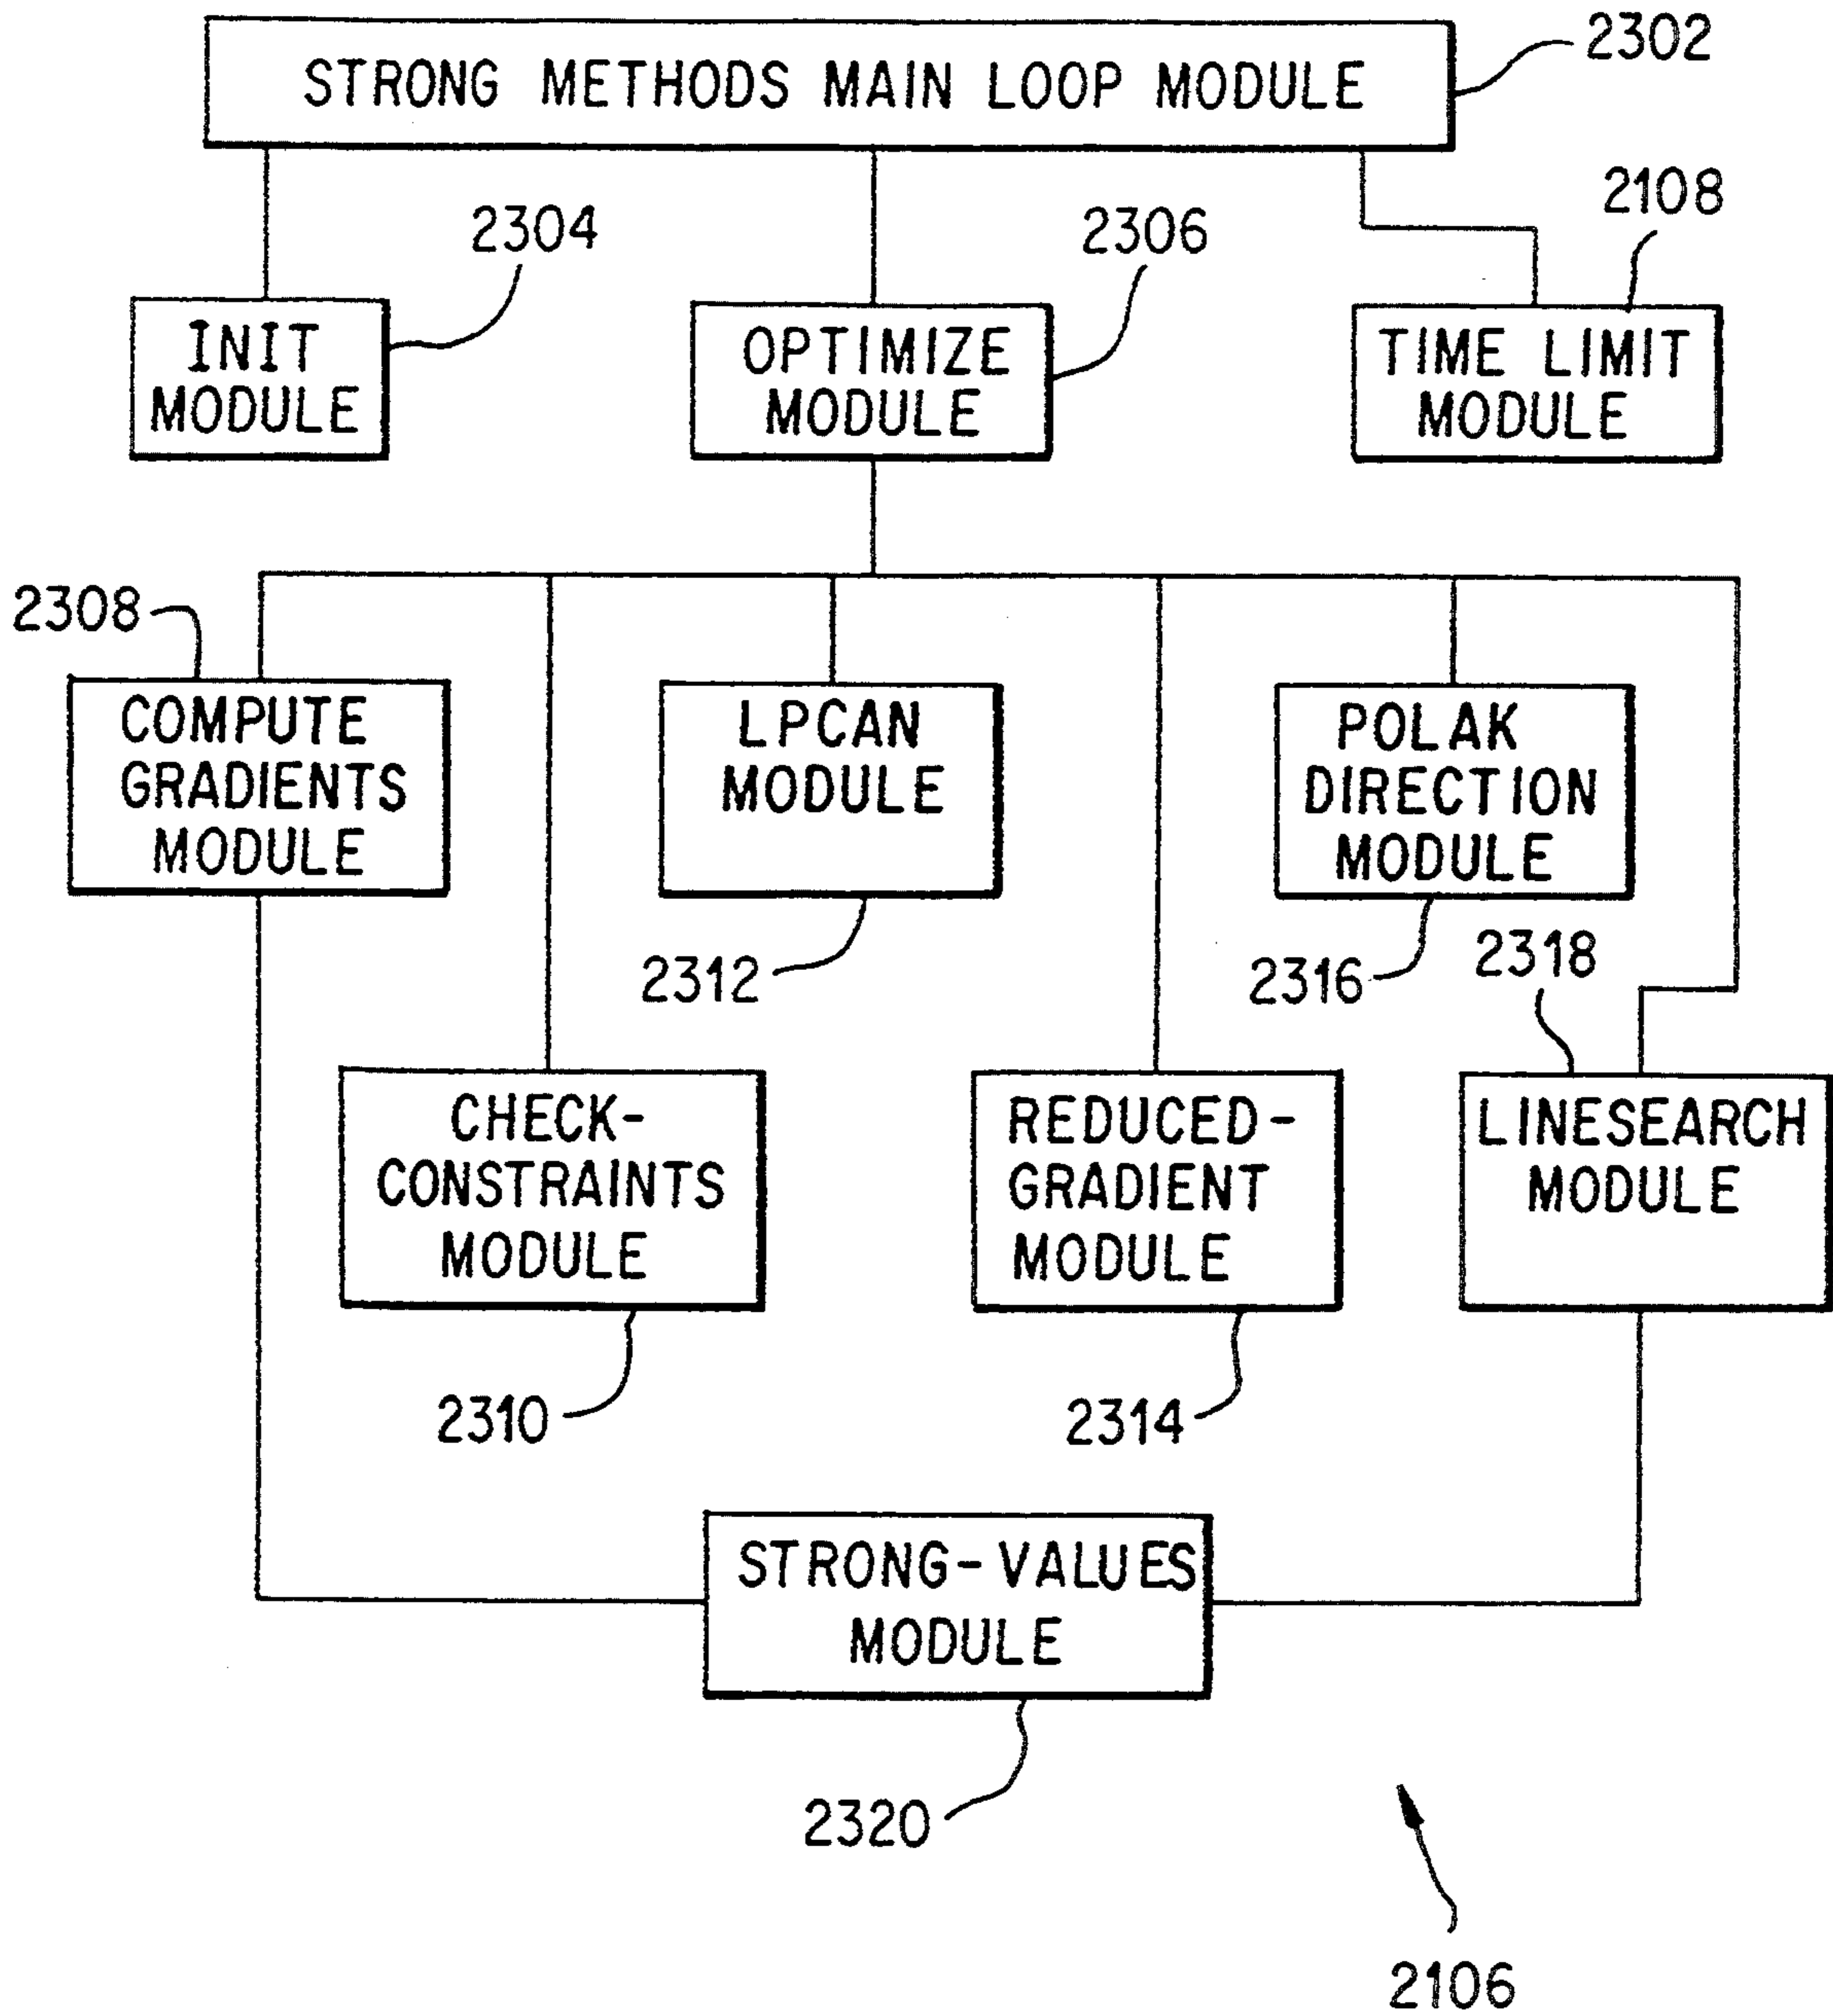 2302
STRONG METHODS MAIN LOOP MODULE
2304
2306
2108
INIT
MODULE
OPTIMIZE
MODULE
TIME LIMIT
MODULE
2308
COMPUTE
GRADIENTS
MODULE
LPCAN
MODULE
POLAK
DIRECTION
MODULE
2312
2316
2318
CHECK-
CONSTRAINTS
MODULE
REDUCED-
GRADIENT
MODULE
LINESEARCH
MODULE
2310
2314
STRONG-VALUES
MODULE
2320
2106